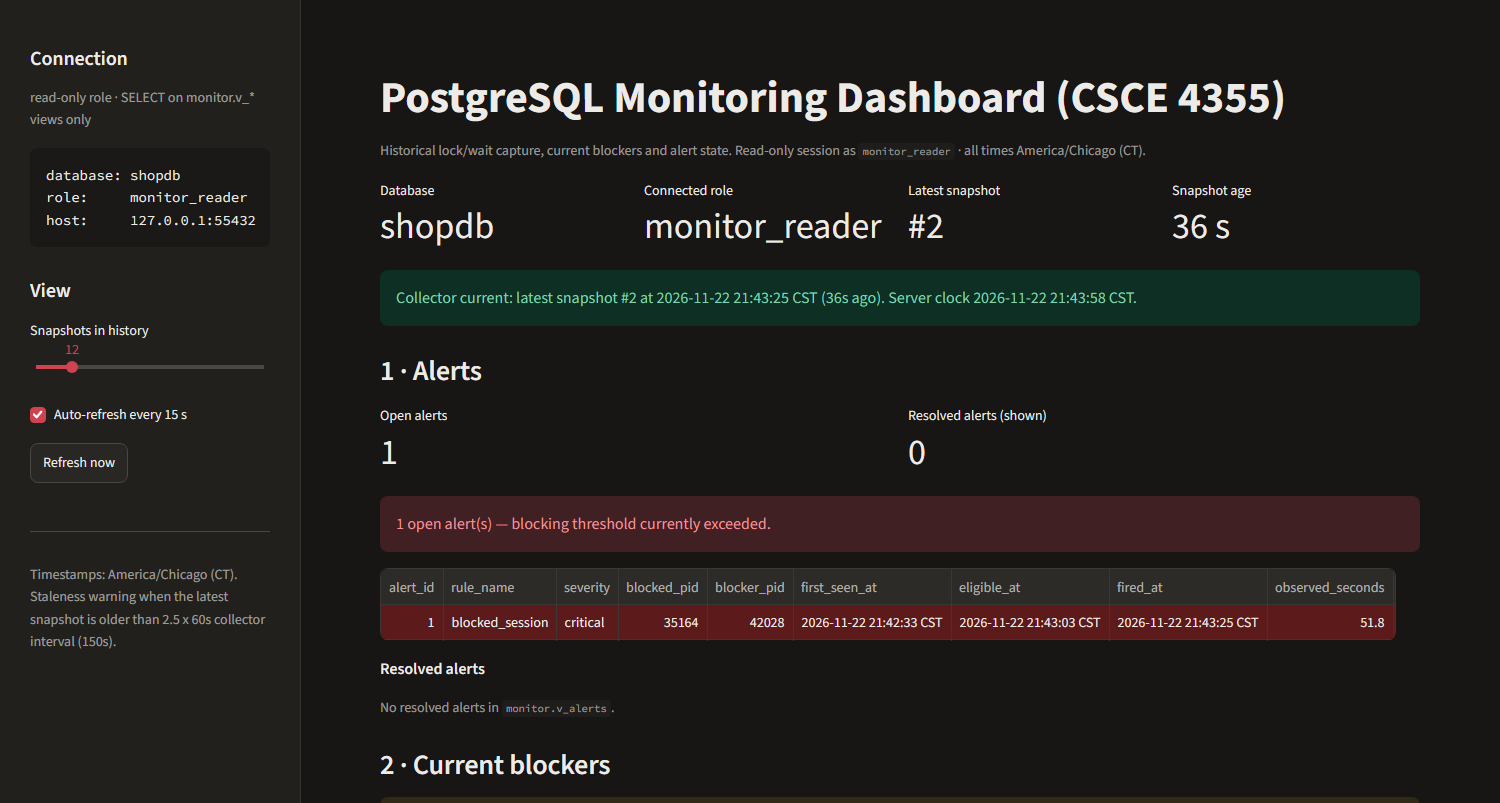 Connection
read-only role · SELECT on monitor.v_*
views only
database: shopdb
role:     monitor_reader
host:     127.0.0.1:55432
View
Snapshots in history
12
Auto-refresh every 15 s
Refresh now
Timestamps: America/Chicago (CT).
Staleness warning when the latest
snapshot is older than 2.5 x 60s collector
interval (150s).
PostgreSQL Monitoring Dashboard (CSCE 4355)
Historical lock/wait capture, current blockers and alert state. Read-only session as monitor_reader · all times America/Chicago (CT).
Database Connected role Latest snapshot Snapshot age
shopdb monitor_reader #2 36 s
Collector current: latest snapshot #2 at 2026-11-22 21:43:25 CST (36s ago). Server clock 2026-11-22 21:43:58 CST.
1 · Alerts
Open alerts Resolved alerts (shown)
1 0
1 open alert(s) — blocking threshold currently exceeded.
alert_id rule_name severity blocked_pid blocker_pid first_seen_at eligible_at fired_at observed_seconds
1 blocked_session critical 35164 42028 2026-11-22 21:42:33 CST 2026-11-22 21:43:03 CST 2026-11-22 21:43:25 CST 51.8
Resolved alerts
No resolved alerts in monitor.v_alerts.
2 · Current blockers